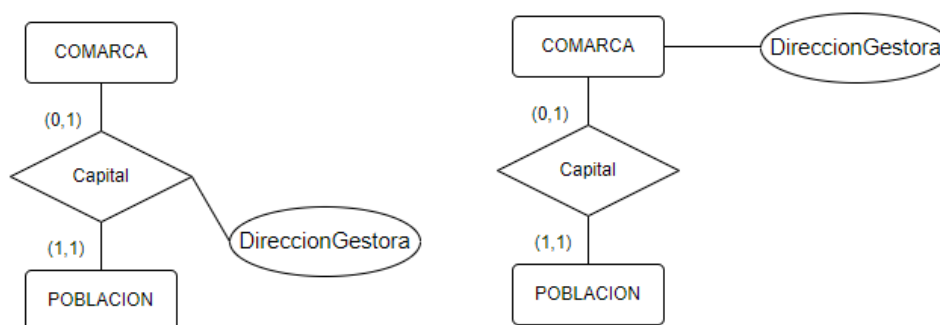 COMARCA
(0,1)
Capital
DireccionGestora
(1,1)
POBLACION
COMARCA
DireccionGestora
(0,1)
Capital
(1,1)
POBLACION